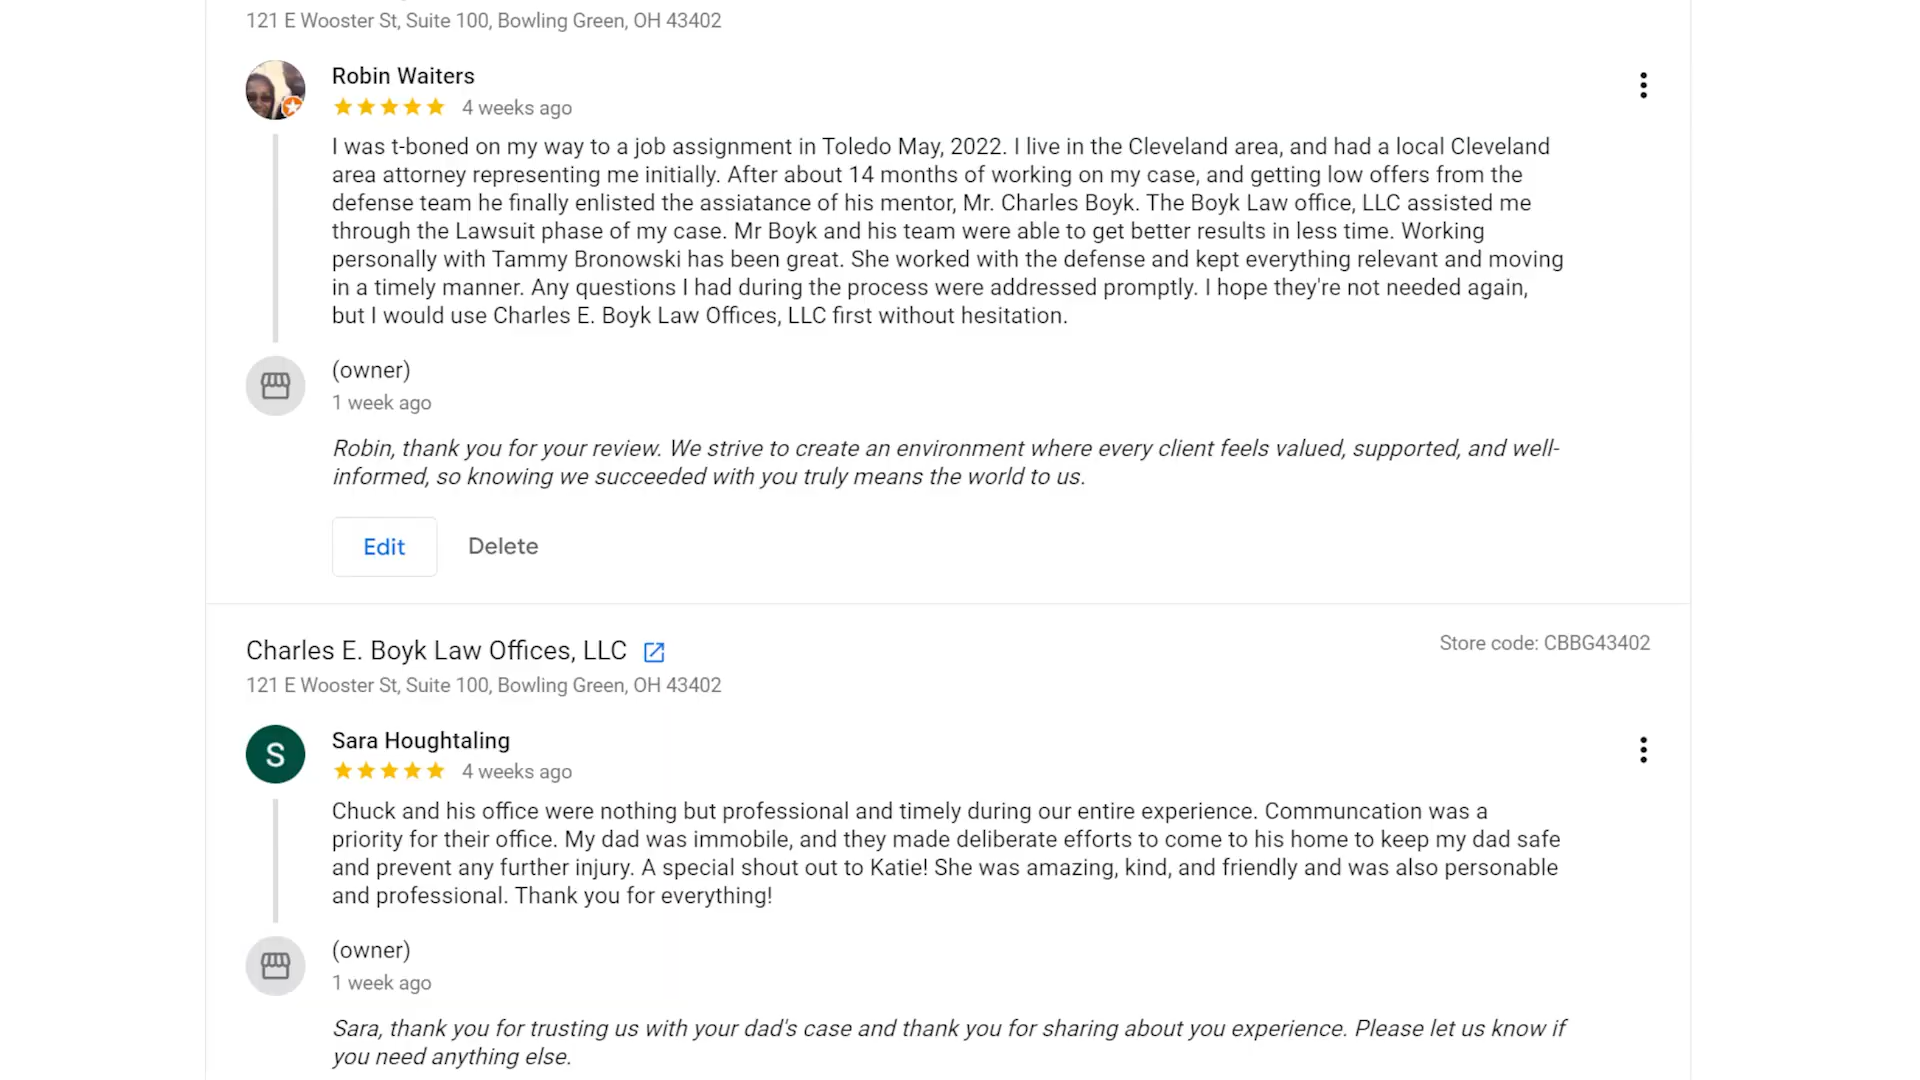 121 E Wooster St, Suite 100, Bowling Green, OH 43402
Robin Waiters
4 weeks ago
I was t-boned on my way to a job assignment in Toledo May, 2022. I live in the Cleveland area, and had a local Cleveland
area attorney representing me initially. After about 14 months of working on my case, and getting low offers from the
defense team he finally enlisted the assiatance of his mentor, Mr. Charles Boyk. The Boyk Law office, LLC assisted me
through the Lawsuit phase of my case. Mr Boyk and his team were able to get better results in less time. Working
personally with Tammy Bronowski has been great. She worked with the defense and kept everything relevant and moving
in a timely manner. Any questions I had during the process were addressed promptly. I hope they're not needed again,
but I would use Charles E. Boyk Law Offices, LLC first without hesitation.
(owner)
1 week ago
Robin, thank you for your review. We strive to create an environment where every client feels valued, supported, and well-
informed, so knowing we succeeded with you truly means the world to us.
Edit Delete
Charles E. Boyk Law Offices, LLC
Store code: CBBG43402
121 E Wooster St, Suite 100, Bowling Green, OH 43402
S
Sara Houghtaling
4 weeks ago
Chuck and his office were nothing but professional and timely during our entire experience. Communcation was a
priority for their office. My dad was immobile, and they made deliberate efforts to come to his home to keep my dad safe
and prevent any further injury. A special shout out to Katie! She was amazing, kind, and friendly and was also personable
and professional. Thank you for everything!
(owner)
1 week ago
Sara, thank you for trusting us with your dad's case and thank you for sharing about you experience. Please let us know if
you need anything else.